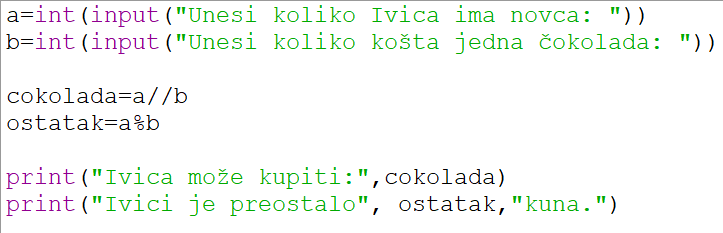 a=int(input("Unesi koliko Ivica ima novca: "))
b=int(input("Unesi koliko košta jedna čokolada: "))
cokolada=a//b
ostatak=a%b
print("Ivica može kupiti:",cokolada)
print("Ivici je preostalo", ostatak,"kuna.")